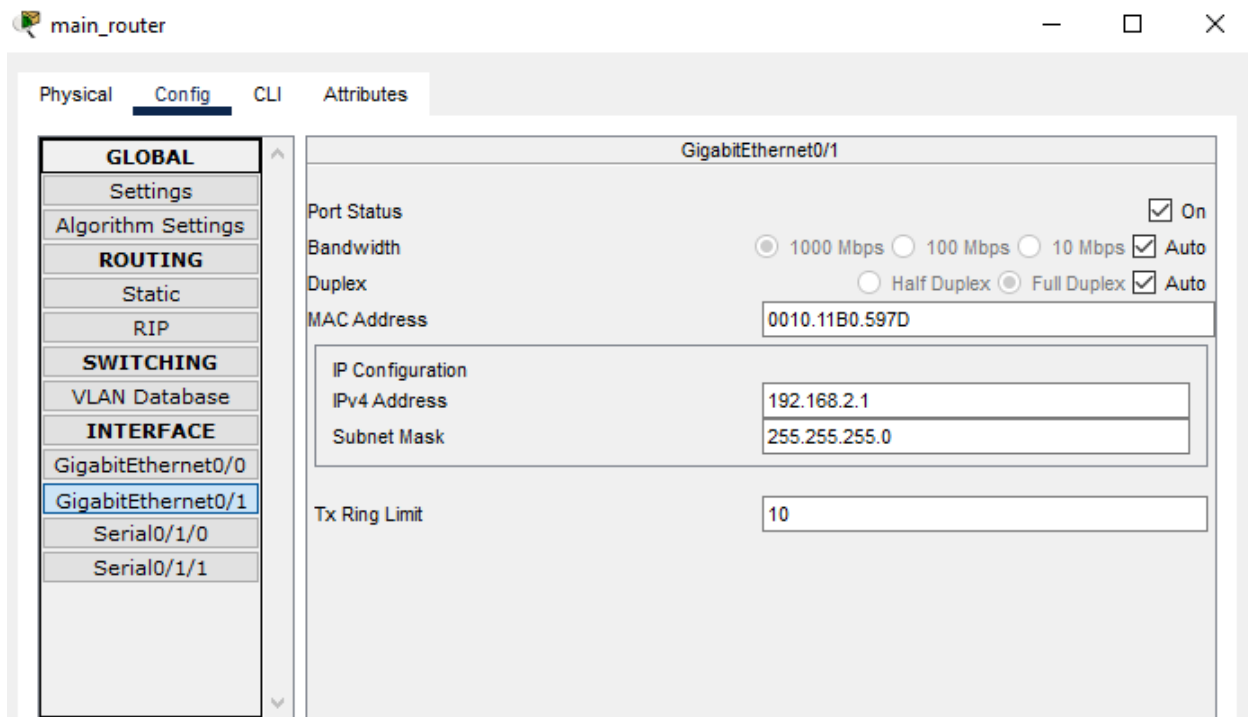 main_router
Physical Config CLI Attributes
GLOBAL
Settings
Algorithm Settings
ROUTING
Static
RIP
SWITCHING
VLAN Database
INTERFACE
GigabitEthernet0/0
GigabitEthernet0/1
Serial0/1/0
Serial0/1/1
GigabitEthernet0/1
Port Status On
Bandwidth 1000 Mbps 100 Mbps 10 Mbps Auto
Duplex Half Duplex Full Duplex Auto
MAC Address 0010.11B0.597D
IP Configuration
IPv4 Address 192.168.2.1
Subnet Mask 255.255.255.0
Tx Ring Limit 10